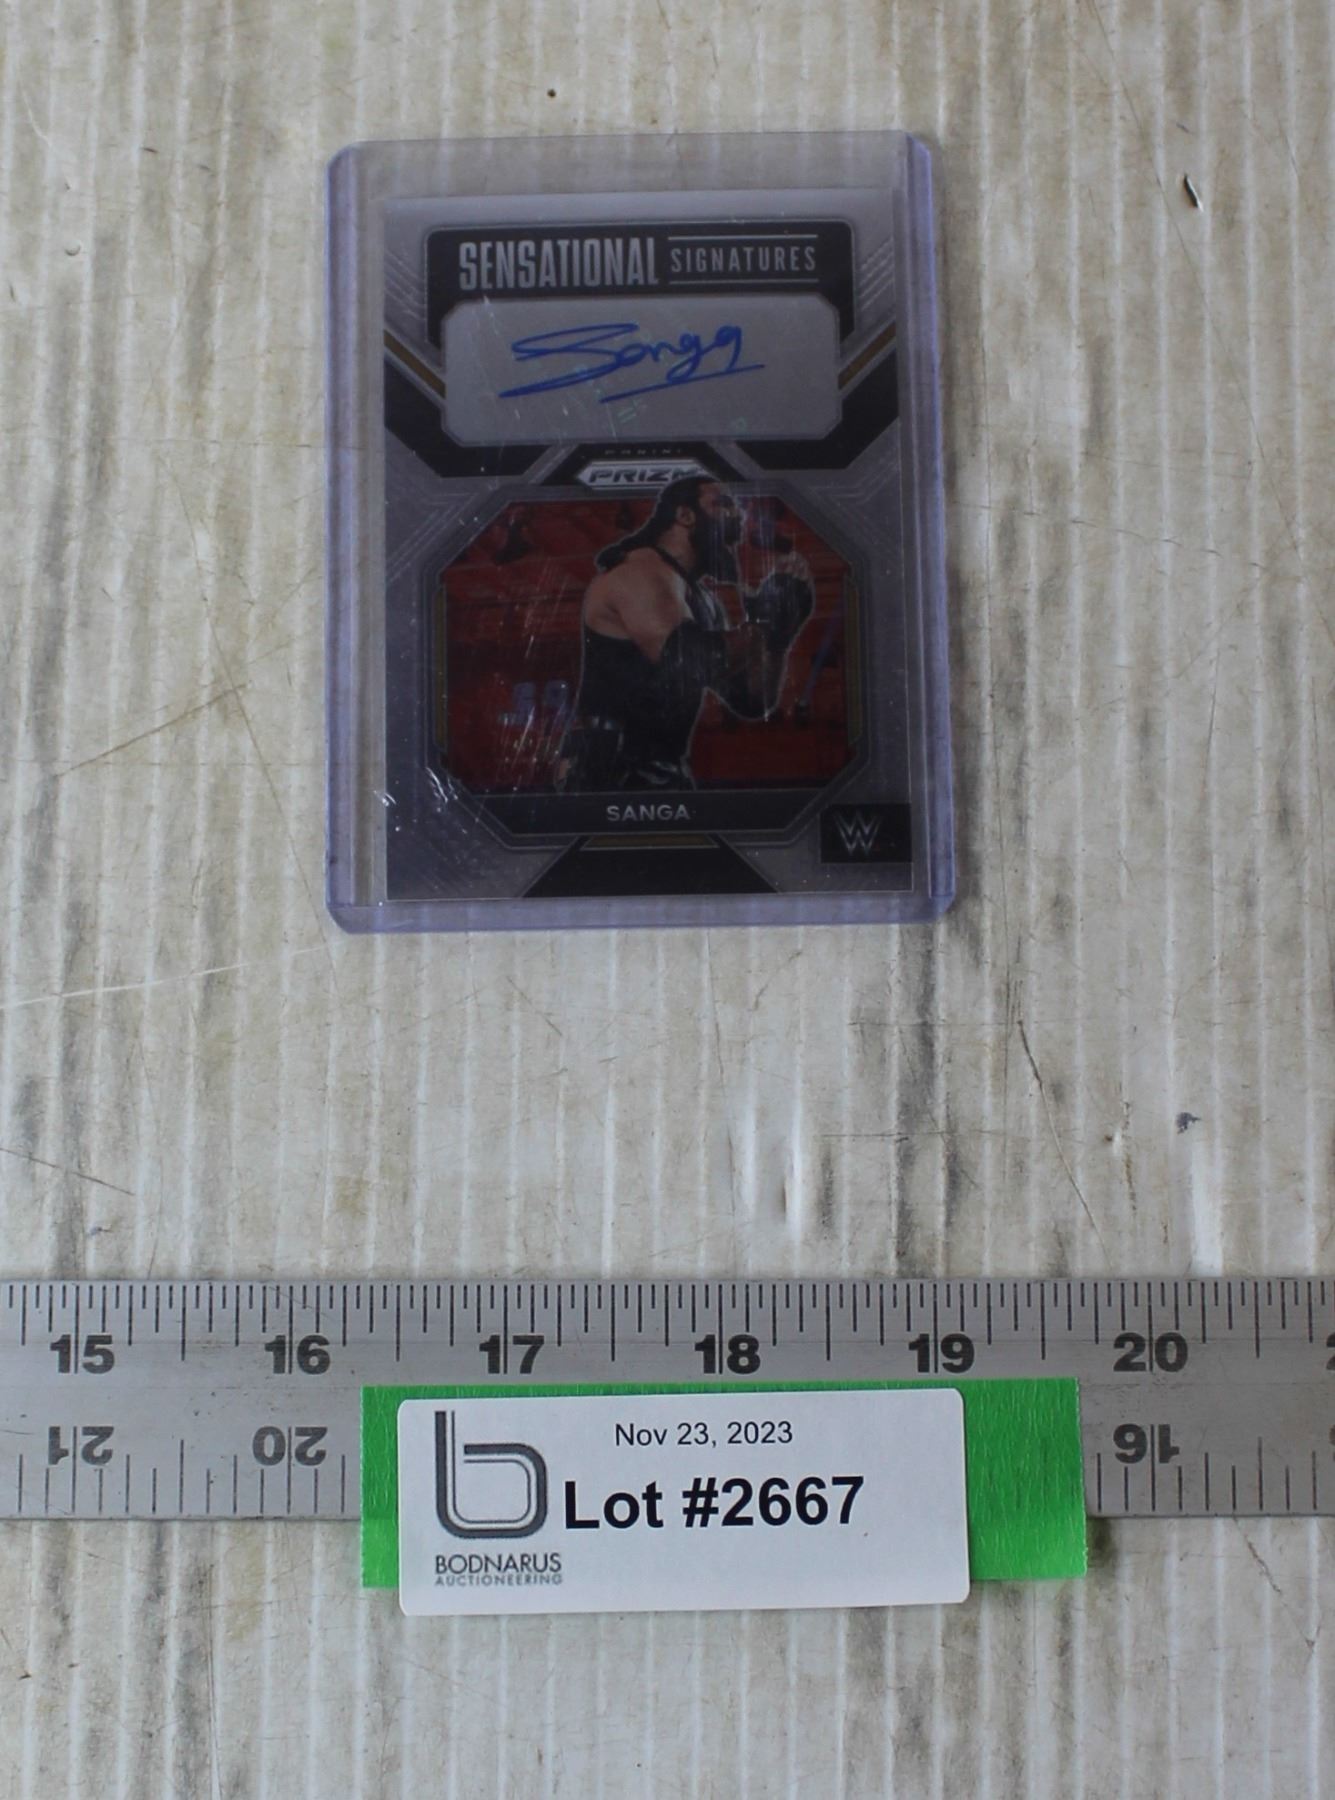 SENSATIONAL SIGNATURES
Sanga
PANINI
PRIZM
SANGA
W
15 16 17 18 19 20
21 20 16
Nov 23, 2023
b Lot #2667
BODNARUS
AUCTIONEERING